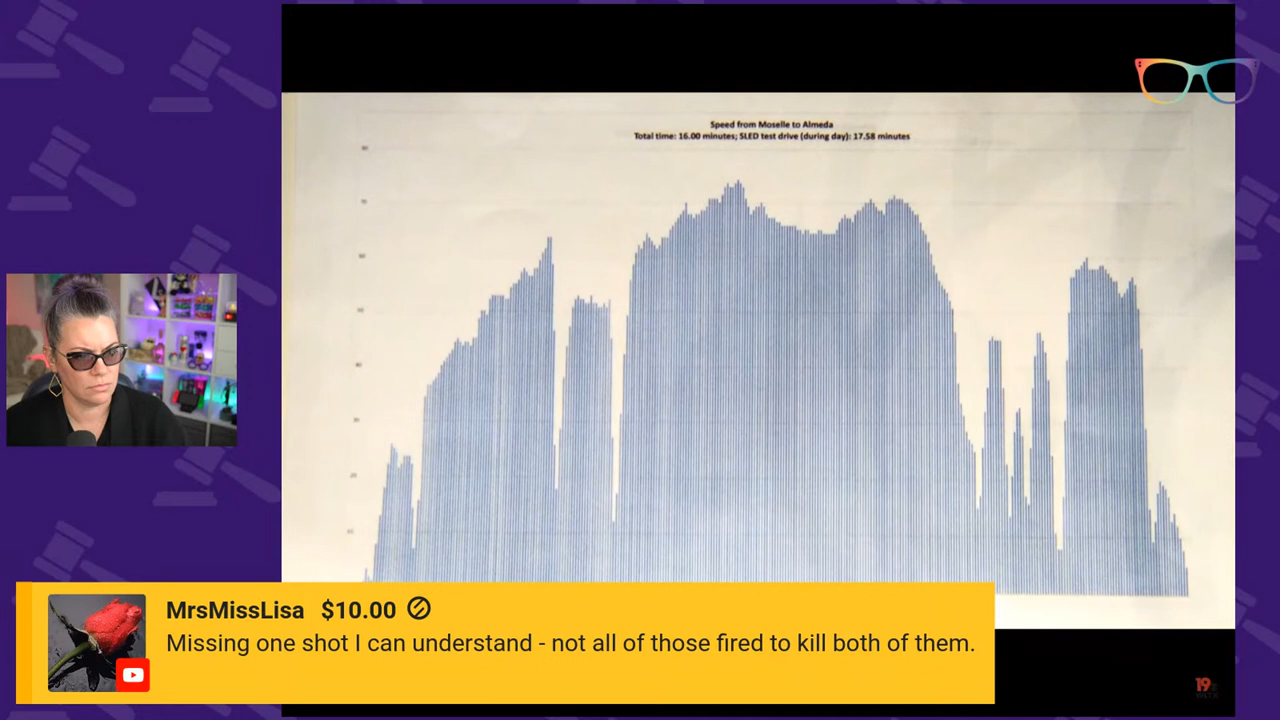 Speed from Moselle to Almeda
Total time: 16.00 minutes; SLED test drive (during day): 17.58 minutes
MrsMissLisa $10.00
Missing one shot I can understand - not all of those fired to kill both of them.
19